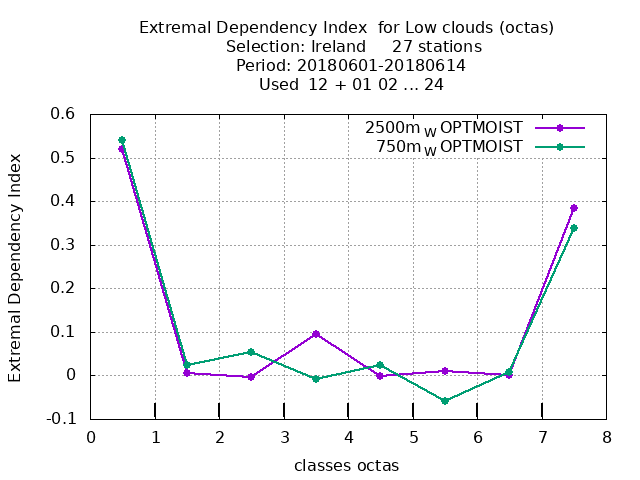 Extremal Dependency Index  for Low clouds (octas)
Selection: Ireland     27 stations
Period: 20180601-20180614
Used  12 + 01 02 ... 24
2500m W OPTMOIST
750m W OPTMOIST
Extremal Dependency Index
0.6
0.5
0.4
0.3
0.2
0.1
0
-0.1
0 1 2 3 4 5 6 7 8
classes octas